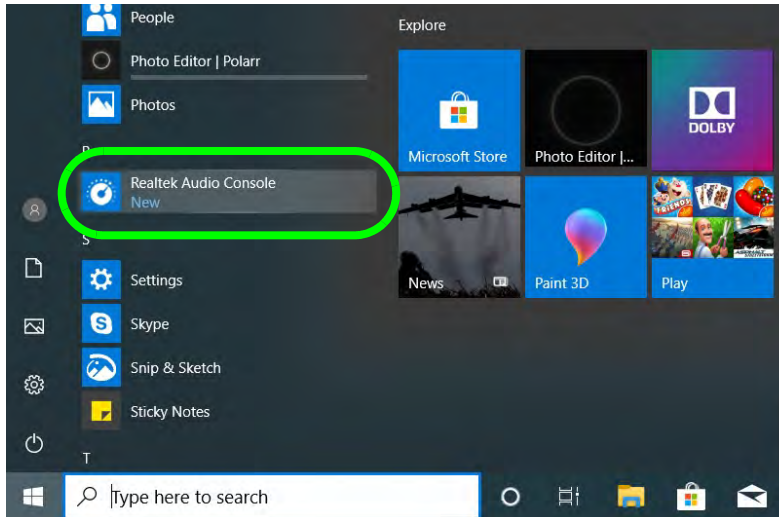 People
Photo Editor | Polarr
Photos
Realtek Audio Console
New
S
Settings
Skype
Snip & Sketch
Sticky Notes
T
Explore
Microsoft Store
Photo Editor |...
DOLBY
News
Paint 3D
FRIENDS
Play
Type here to search